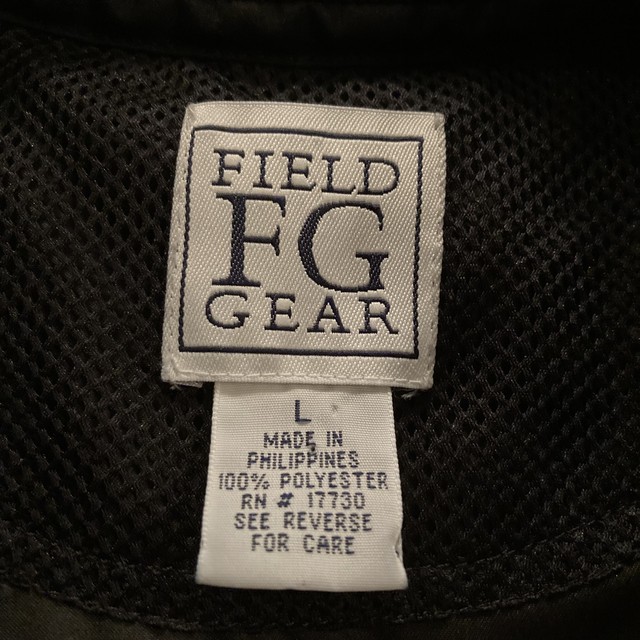 FIELD
FG
GEAR
L
MADE IN
PHILIPPINES
100% POLYESTER
RN # 17730
SEE REVERSE
FOR CARE